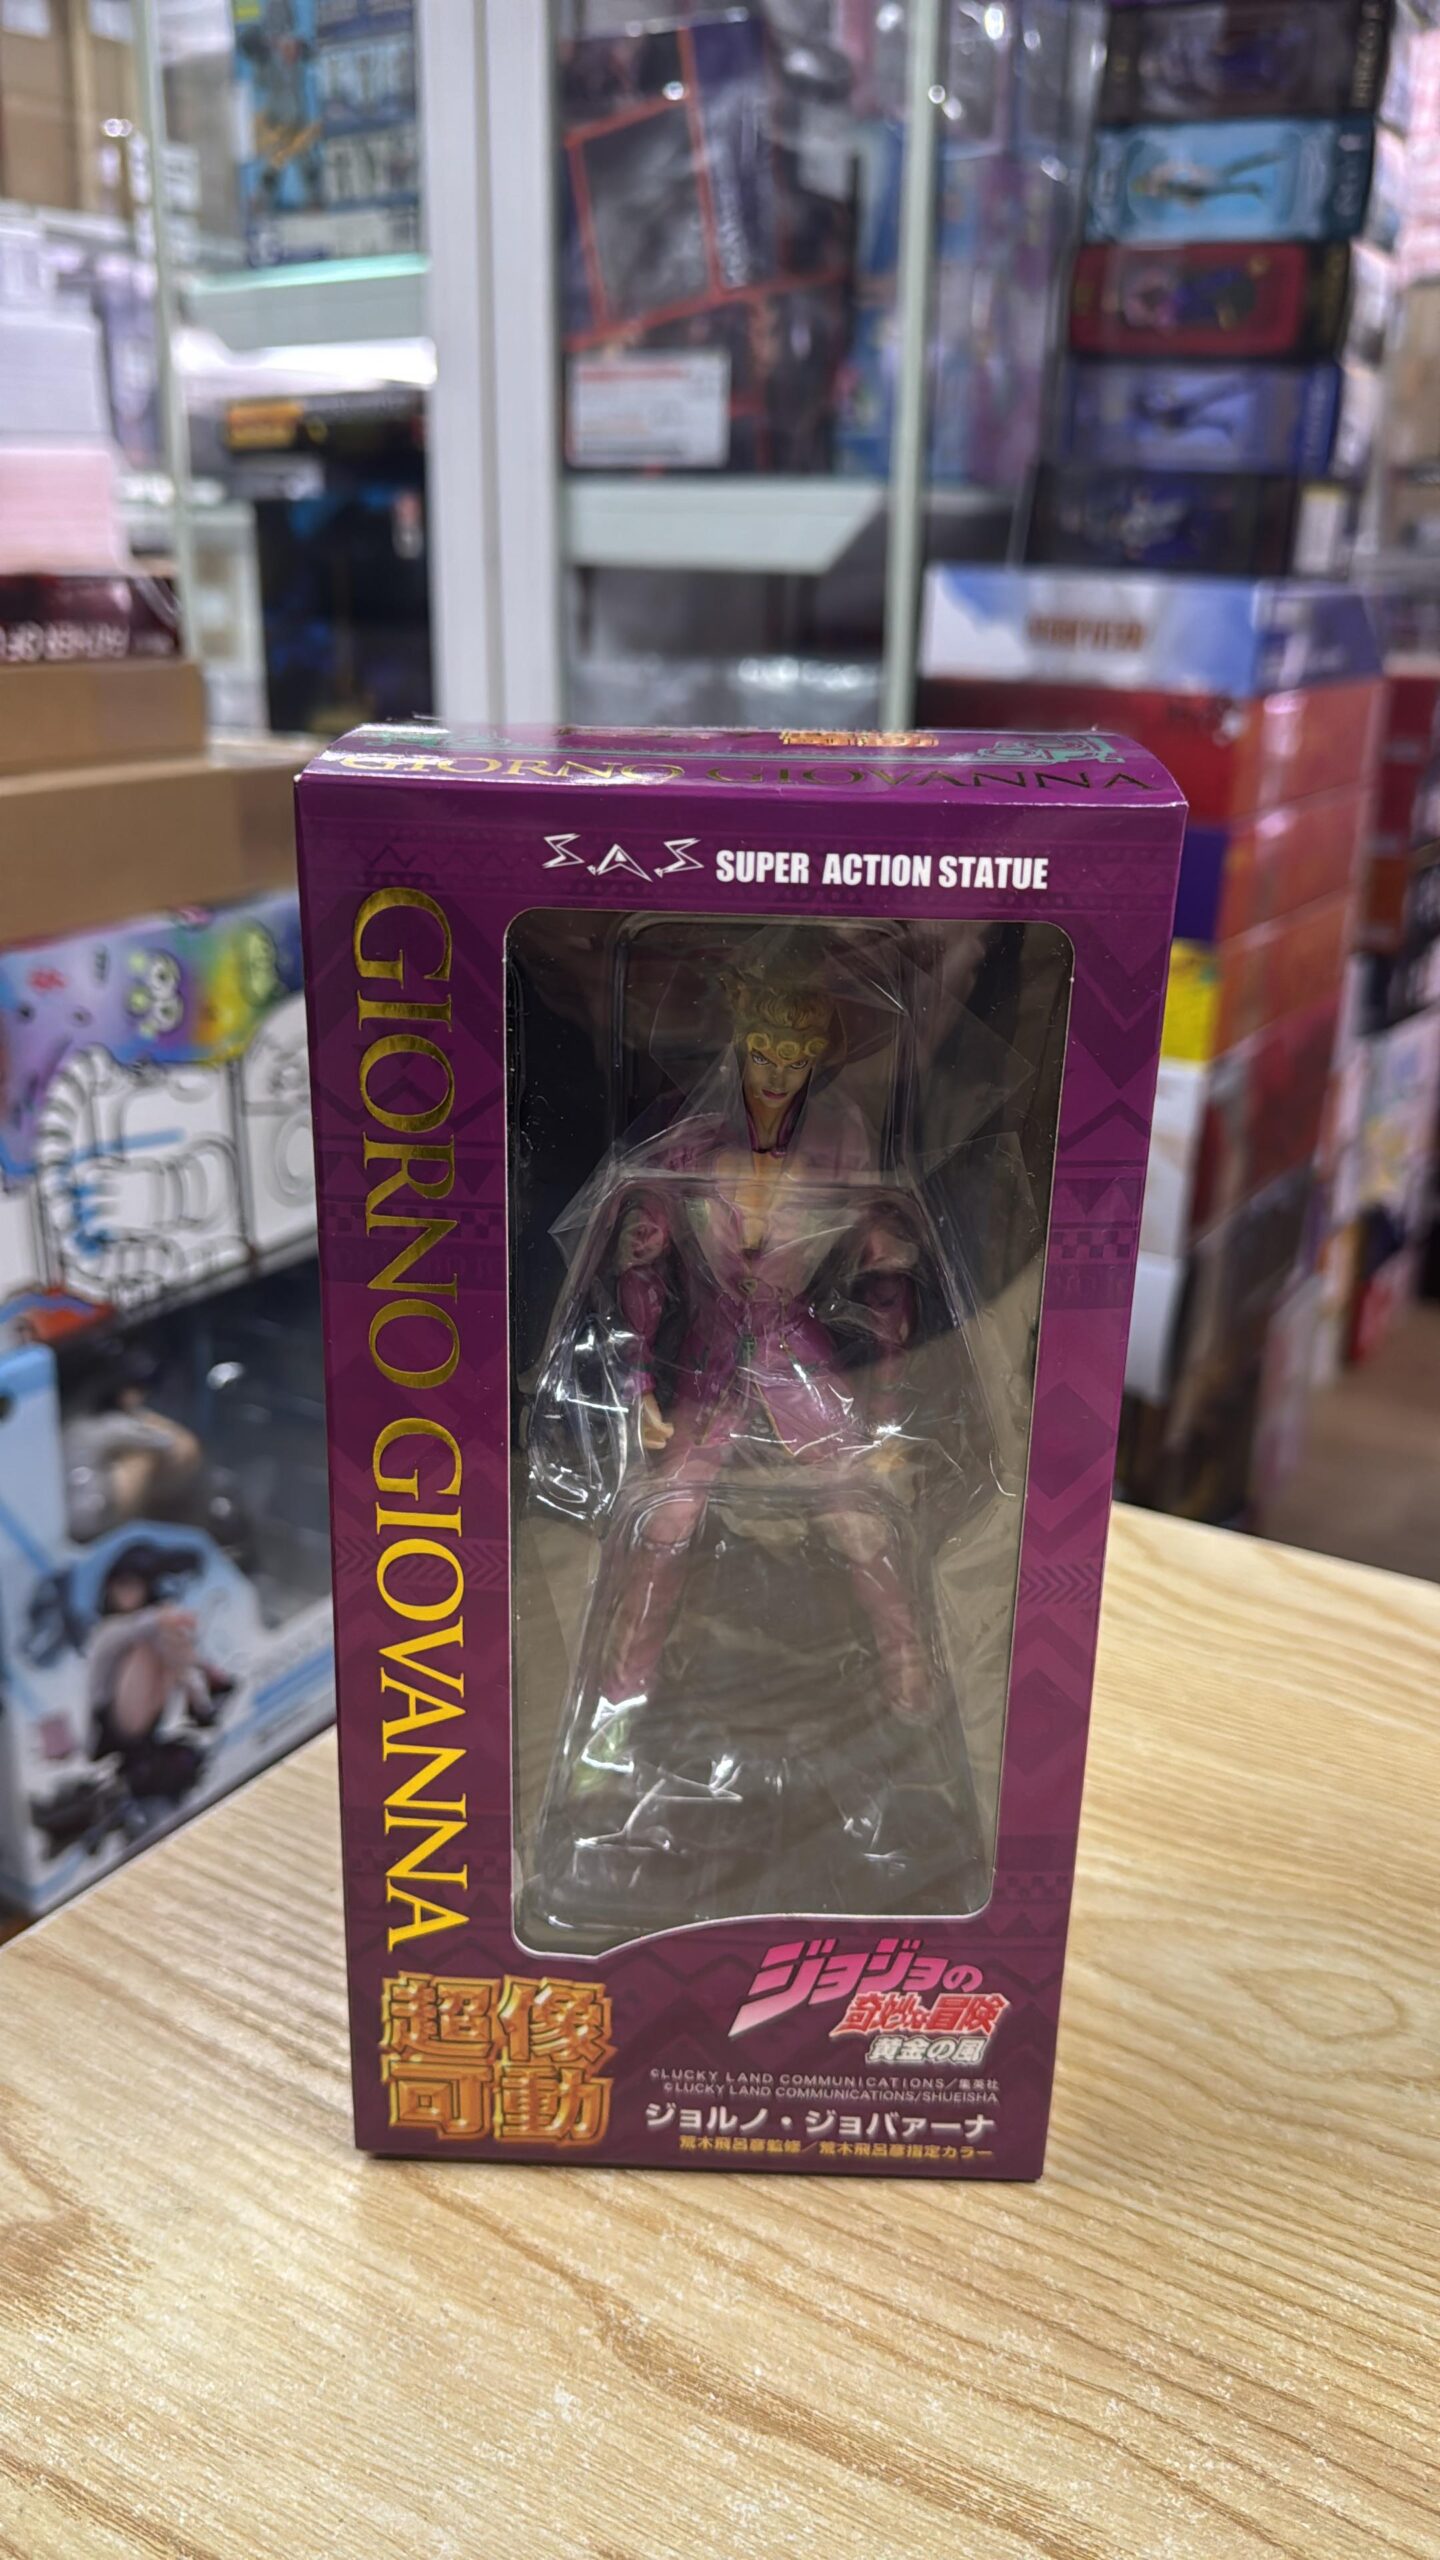 GIORNO GIOVANNA
S.A.S SUPER ACTION STATUE
GIORNO GIOVANNA
超像
可動
ジョジョの
奇妙な冒険
黄金の風
©LUCKY LAND COMMUNICATIONS/集英社
©LUCKY LAND COMMUNICATIONS/SHUEISHA
ジョルノ・ジョバァーナ
荒木飛呂彦監修/荒木飛呂彦指定カラー